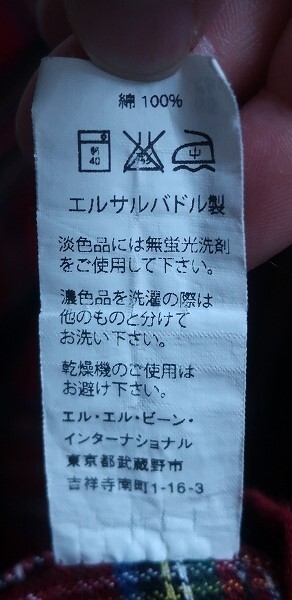 綿 100%
弱
40
中
エルサルバドル製
淡色品には無蛍光洗剤
をご使用して下さい。
濃色品を洗濯の際は
他のものと分けて
お洗い下さい。
乾燥機のご使用は
お避け下さい。
エル・エル・ビーン・
インターナショナル
東京都武蔵野市
吉祥寺南町1-16-3